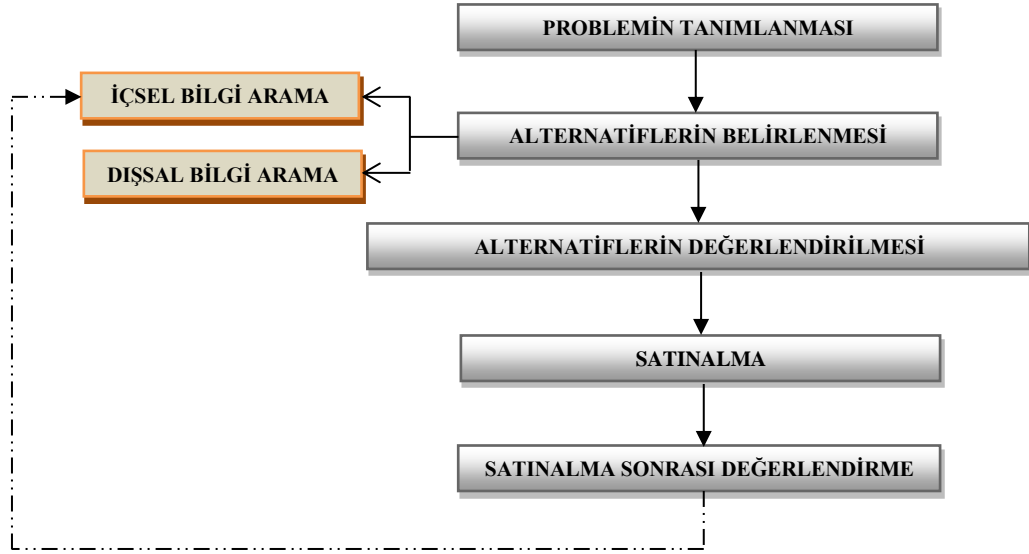 PROBLEMİN TANIMLANMASI
İÇSEL BİLGİ ARAMA
ALTERNATİFLERİN BELİRLENMESİ
DIŞSAL BİLGİ ARAMA
ALTERNATİFLERİN DEĞERLENDİRİLMESİ
SATINALMA
SATINALMA SONRASI DEĞERLENDİRME